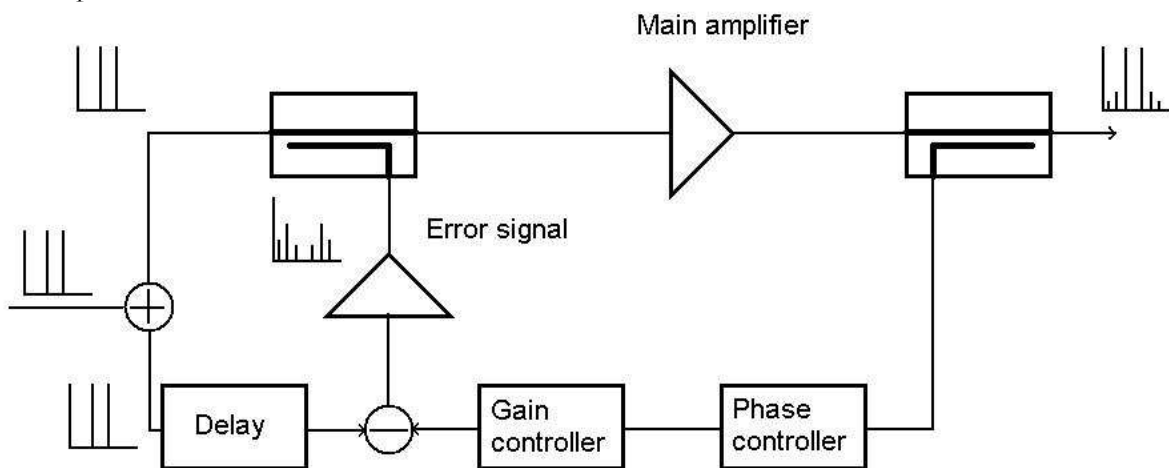 Main amplifier
Error signal
Delay
Gain
controller
Phase
controller